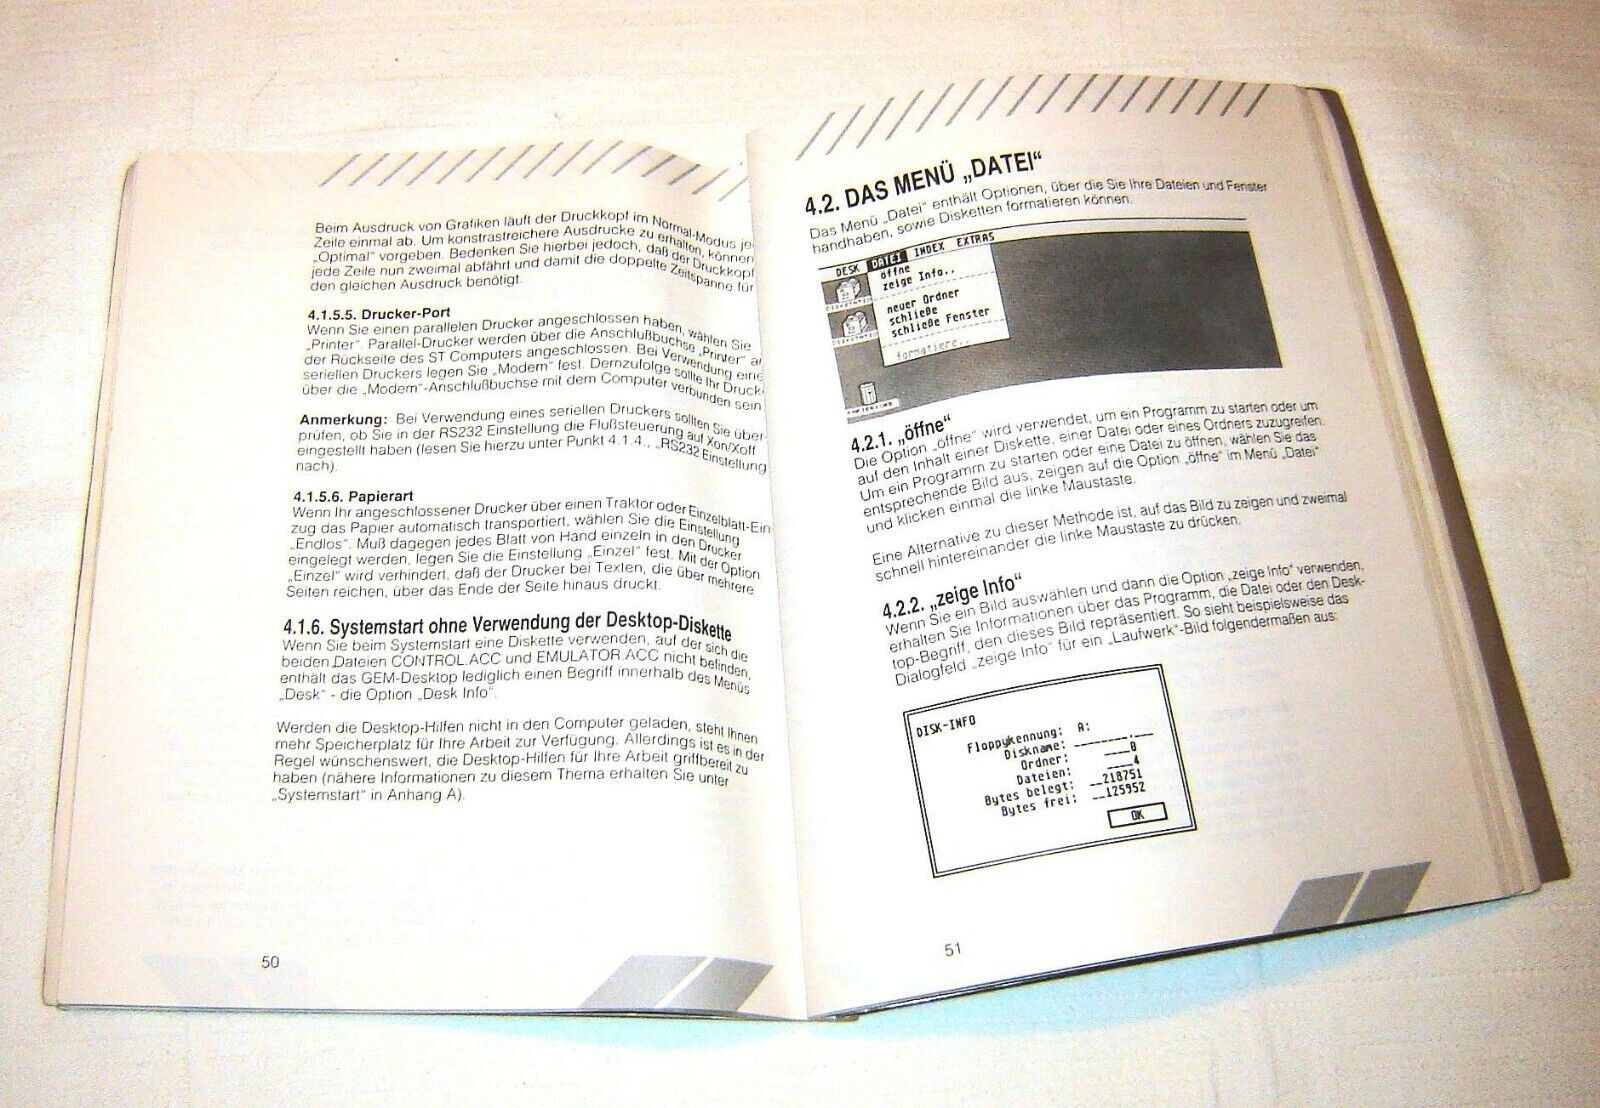 Beim Ausdruck von Grafiken läuft der Druckkopf im Normal-Modus je
Zeile einmal ab. Um konstrastreichere Ausdrucke zu erhalten, können
„Optimal“ vorgeben. Bedenken Sie hierbei jedoch, daß der Druckkopf
jede Zeile nun zweimal abfährt und damit die doppelte Zeitspanne für
den gleichen Ausdruck benötigt.
4.1.5.5. Drucker-Port
Wenn Sie einen parallelen Drucker angeschlossen haben, wählen Sie
„Printer“. Parallel-Drucker werden über die Anschlußbuchse „Printer“ a
der Rückseite des ST Computers angeschlossen. Bei Verwendung eine
seriellen Druckers legen Sie „Modem“ fest. Demzufolge sollte Ihr Druck
über die „Modem“-Anschlußbuchse mit dem Computer verbunden sein
Anmerkung: Bei Verwendung eines seriellen Druckers sollten Sie über-
prüfen, ob Sie in der RS232 Einstellung die Flußsteuerung auf Xon/Xoff
eingestellt haben (lesen Sie hierzu unter Punkt 4.1.4., „RS232 Einstellung
nach).
4.1.5.6. Papierart
Wenn Ihr angeschlossener Drucker über einen Traktor oder Einzelblatt-Ein-
zug das Papier automatisch transportiert, wählen Sie die Einstellung
„Endlos“. Muß dagegen jedes Blatt von Hand einzeln in den Drucker
eingelegt werden, legen Sie die Einstellung „Einzel“ fest. Mit der Option
„Einzel“ wird verhindert, daß der Drucker bei Texten, die über mehrere
Seiten reichen, über das Ende der Seite hinaus druckt.
4.1.6. Systemstart ohne Verwendung der Desktop-Diskette
Wenn Sie beim Systemstart eine Diskette verwenden, auf der sich die
beiden Dateien CONTROL.ACC und EMULATOR.ACC nicht befinden,
enthält das GEM-Desktop lediglich einen Begriff innerhalb des Menüs
„Desk“ - die Option „Desk Info“.
Werden die Desktop-Hilfen nicht in den Computer geladen, steht Ihnen
mehr Speicherplatz für Ihre Arbeit zur Verfügung. Allerdings ist es in der
Regel wünschenswert, die Desktop-Hilfen für Ihre Arbeit griffbereit zu
haben (nähere Informationen zu diesem Thema erhalten Sie unter
„Systemstart“ in Anhang A).
50
4.2. DAS MENÜ „DATEI“
Das Menü „Datei“ enthält Optionen, über die Sie Ihre Dateien und Fenster
handhaben, sowie Disketten formatieren können.
DESK DATEI INDEX EXTRAS
öffne
zeige Info..
neuer Ordner
schließe
schließe Fenster
formatiere..
4.2.1. „öffne“
Die Option „öffne“ wird verwendet, um ein Programm zu starten oder um
auf den Inhalt einer Diskette, einer Datei oder eines Ordners zuzugreifen.
Um ein Programm zu starten oder eine Datei zu öffnen, wählen Sie das
entsprechende Bild aus, zeigen auf die Option „öffne“ im Menü „Datei“
und klicken einmal die linke Maustaste.
Eine Alternative zu dieser Methode ist, auf das Bild zu zeigen und zweimal
schnell hintereinander die linke Maustaste zu drücken.
4.2.2. „zeige Info“
Wenn Sie ein Bild auswählen und dann die Option „zeige Info“ verwenden,
erhalten Sie Informationen über das Programm, die Datei oder den Desk-
top-Begriff, den dieses Bild repräsentiert. So sieht beispielsweise das
Dialogfeld „zeige Info“ für ein „Laufwerk“-Bild folgendermaßen aus:
DISK-INFO
Floppykennung: A:
Diskname: ________.___
Ordner: ____0
Dateien: ____4
Bytes belegt: __218751
Bytes frei: __125952
OK
51